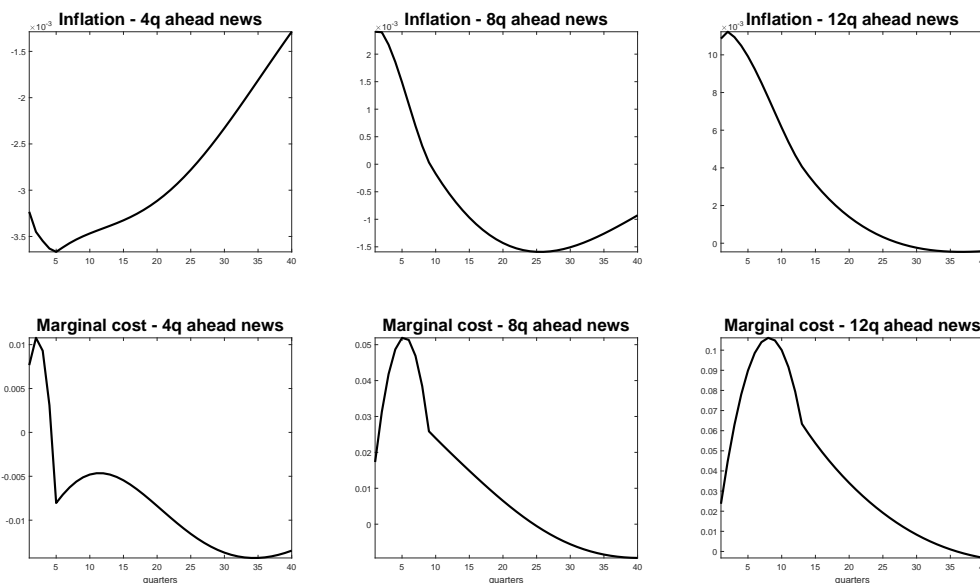 Inflation - 4q ahead news
Inflation - 8q ahead news
Inflation - 12q ahead news
×10⁻³
×10⁻³
×10⁻³
-1.5
-2
-2.5
-3
-3.5
2
1.5
1
0.5
0
-0.5
-1
-1.5
10
8
6
4
2
0
5 10 15 20 25 30 35 40
5 10 15 20 25 30 35 40
5 10 15 20 25 30 35 40
Marginal cost - 4q ahead news
Marginal cost - 8q ahead news
Marginal cost - 12q ahead news
0.01
0.005
0
-0.005
-0.01
0.05
0.04
0.03
0.02
0.01
0
0.1
0.09
0.08
0.07
0.06
0.05
0.04
0.03
0.02
0.01
0
5 10 15 20 25 30 35 40
5 10 15 20 25 30 35 40
5 10 15 20 25 30 35
quarters
quarters
quarters